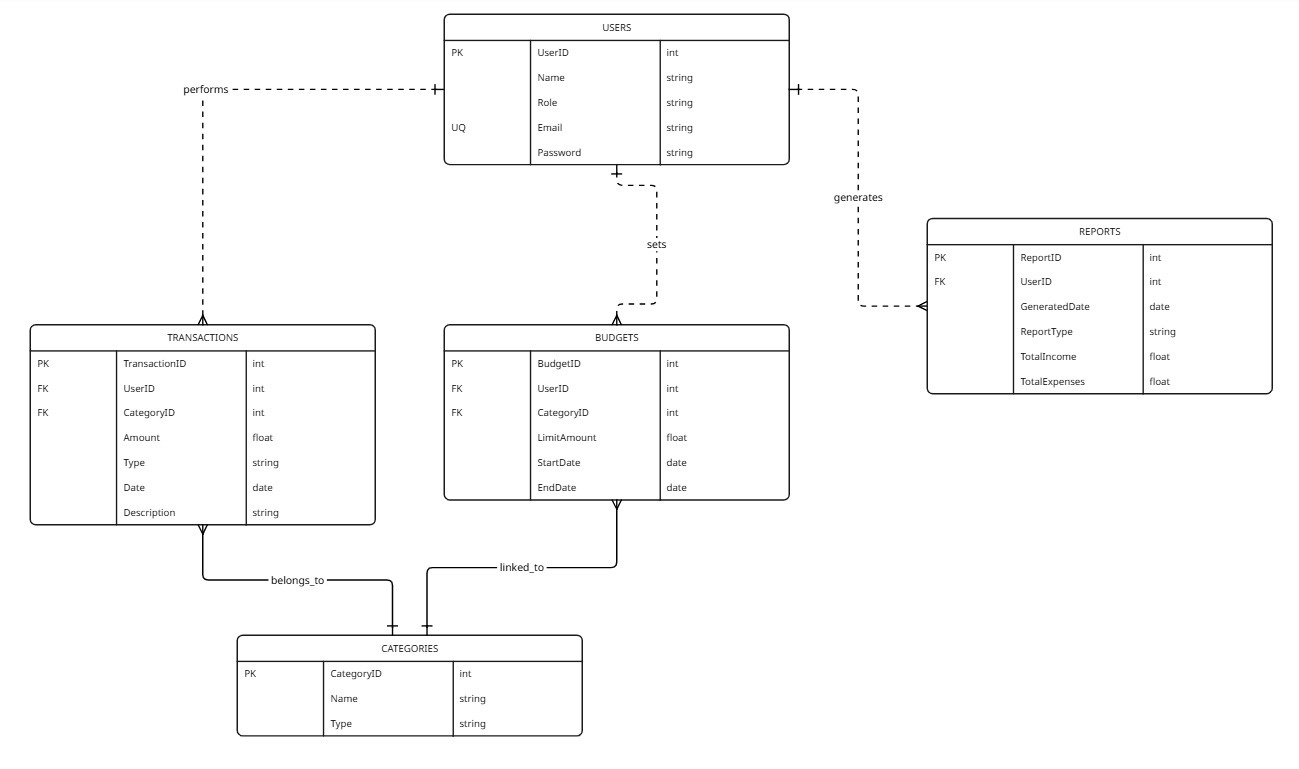 USERS
PK UserID int
Name string
performs
Role string
UQ Email string
Password string
generates
sets
REPORTS
PK ReportID int
FK UserID int
GeneratedDate date
ReportType string
TotalIncome float
TotalExpenses float
TRANSACTIONS
PK TransactionID int
FK UserID int
FK CategoryID int
Amount float
Type string
Date date
Description string
BUDGETS
PK BudgetID int
FK UserID int
FK CategoryID int
LimitAmount float
StartDate date
EndDate date
belongs_to
linked_to
CATEGORIES
PK CategoryID int
Name string
Type string